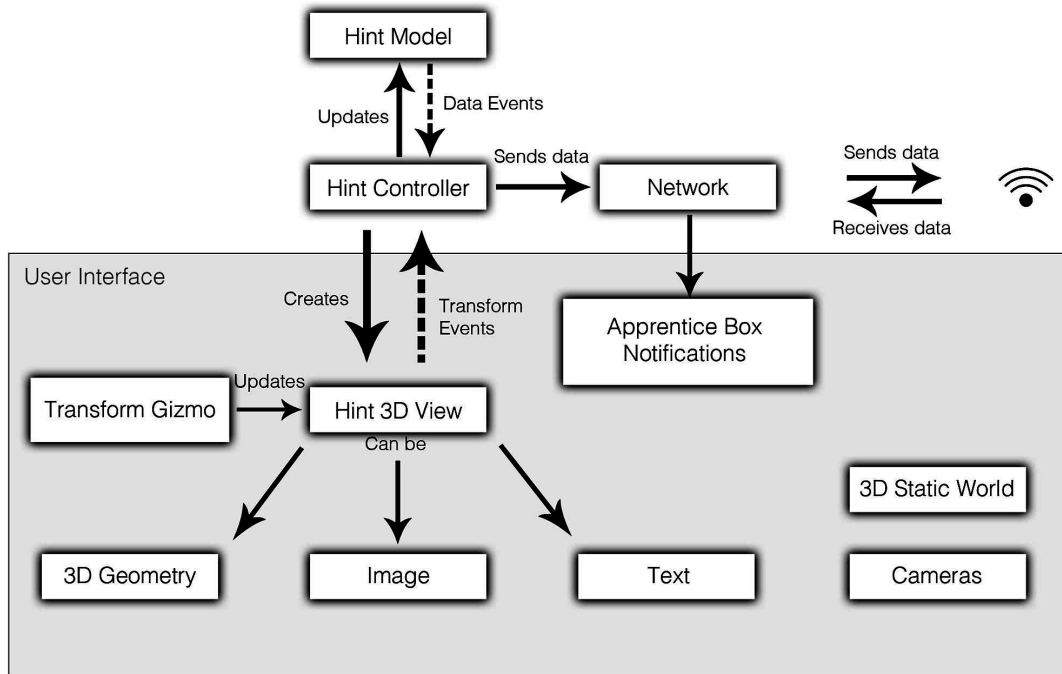 Hint Model
Updates
Data Events
Hint Controller
Sends data
Network
Sends data
Receives data
User Interface
Creates
Transform
Events
Apprentice Box
Notifications
Transform Gizmo
Updates
Hint 3D View
Can be
3D Static World
3D Geometry
Image
Text
Cameras